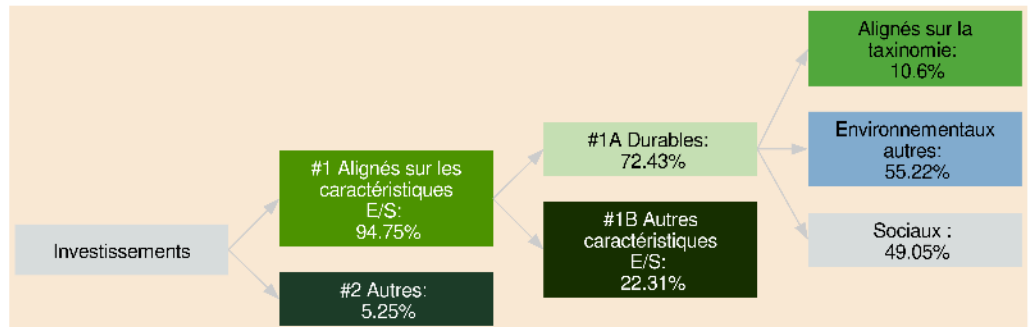 Investissements
#1 Alignés sur les
caractéristiques
E/S:
94.75%
#2 Autres:
5.25%
#1A Durables:
72.43%
#1B Autres
caractéristiques
E/S:
22.31%
Alignés sur la
taxinomie:
10.6%
Environnementaux
autres:
55.22%
Sociaux :
49.05%